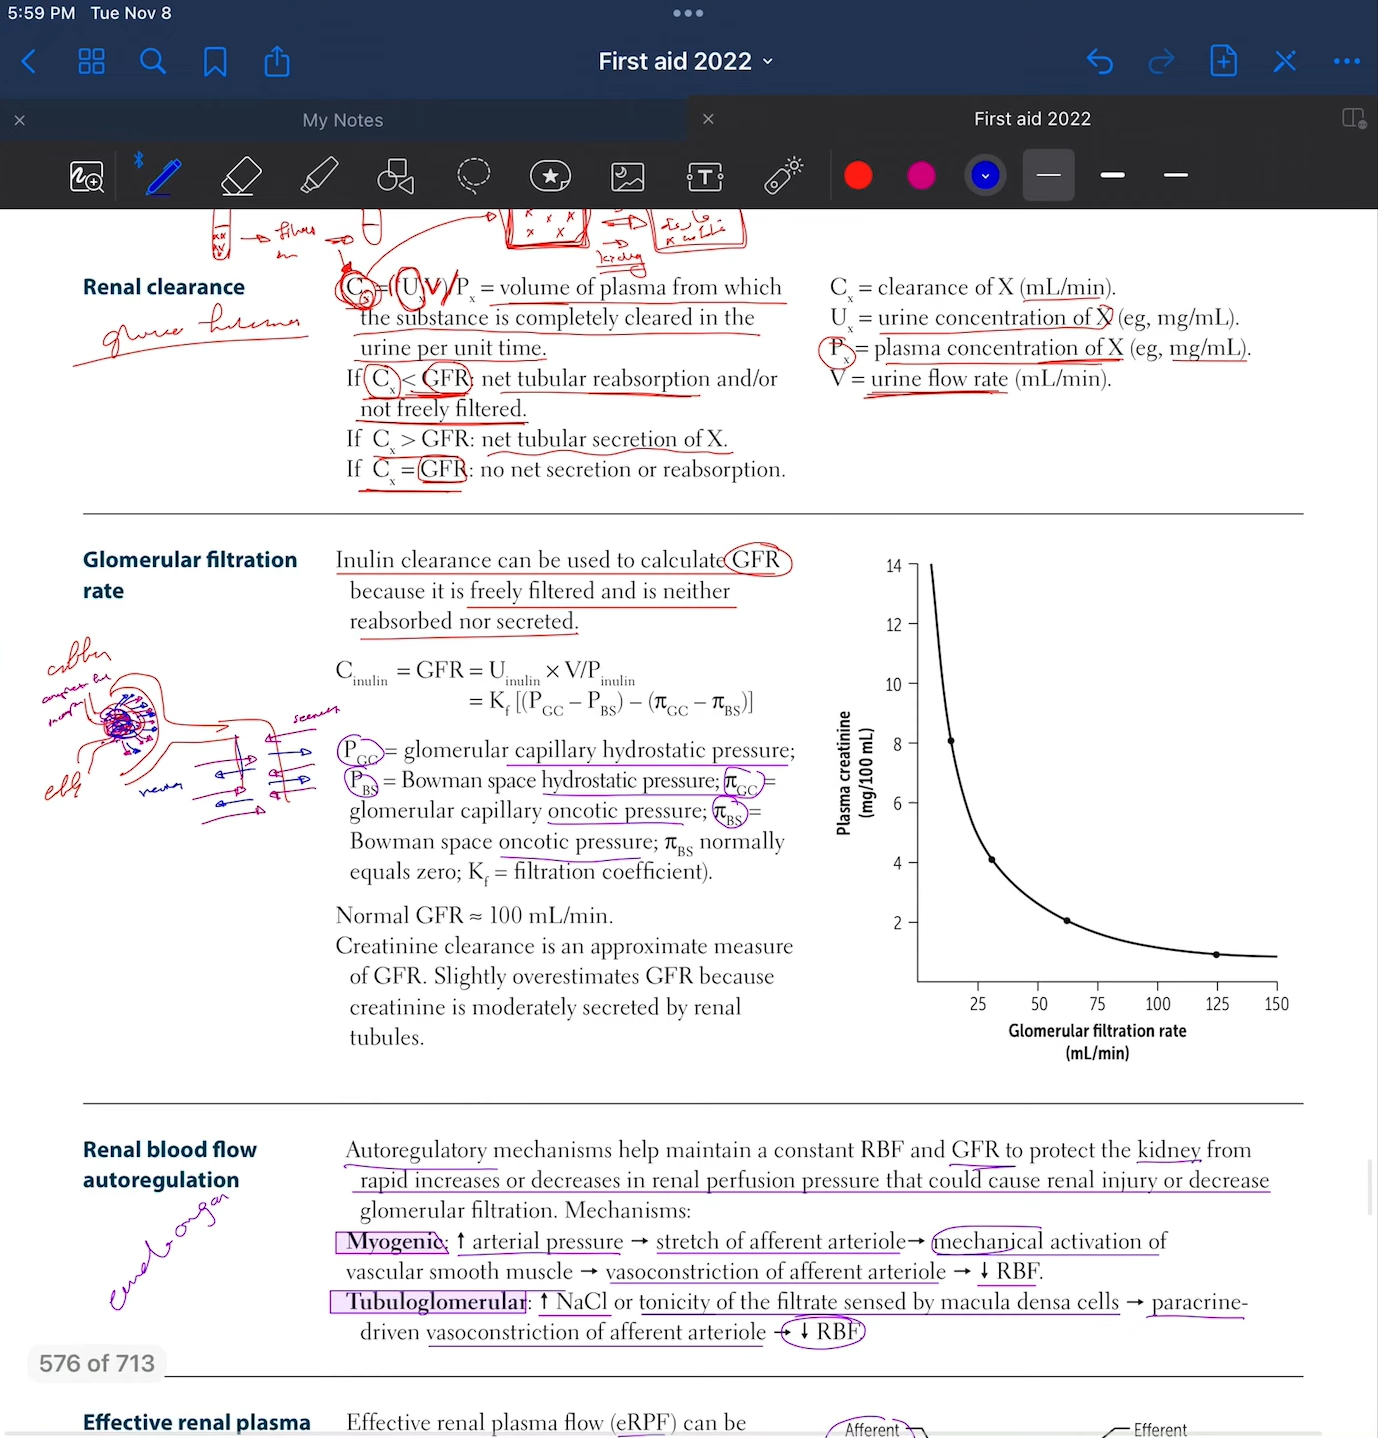 5:59 PM Tue Nov 8
First aid 2022
My Notes
First aid 2022
Renal clearance
Cx = (UxV)/Px = volume of plasma from which
the substance is completely cleared in the
urine per unit time.
If Cx < GFR: net tubular reabsorption and/or
not freely filtered.
If Cx > GFR: net tubular secretion of X.
If Cx = GFR: no net secretion or reabsorption.
Cx = clearance of X (mL/min).
Ux = urine concentration of X (eg, mg/mL).
Px = plasma concentration of X (eg, mg/mL).
V = urine flow rate (mL/min).
Glomerular filtration
rate
Inulin clearance can be used to calculate GFR
because it is freely filtered and is neither
reabsorbed nor secreted.
Cinulin = GFR = Uinulin × V/Pinulin
= Kf [(PGC – PBS) – (πGC – πBS)]
PGC = glomerular capillary hydrostatic pressure;
PBS = Bowman space hydrostatic pressure; πGC =
glomerular capillary oncotic pressure; πBS =
Bowman space oncotic pressure; πBS normally
equals zero; Kf = filtration coefficient).
Normal GFR ≈ 100 mL/min.
Creatinine clearance is an approximate measure
of GFR. Slightly overestimates GFR because
creatinine is moderately secreted by renal
tubules.
14
12
10
8
6
4
2
Plasma creatinine
(mg/100 mL)
25 50 75 100 125 150
Glomerular filtration rate
(mL/min)
Renal blood flow
autoregulation
Autoregulatory mechanisms help maintain a constant RBF and GFR to protect the kidney from
rapid increases or decreases in renal perfusion pressure that could cause renal injury or decrease
glomerular filtration. Mechanisms:
Myogenic: ↑ arterial pressure → stretch of afferent arteriole → mechanical activation of
vascular smooth muscle → vasoconstriction of afferent arteriole → ↓ RBF.
Tubuloglomerular: ↑ NaCl or tonicity of the filtrate sensed by macula densa cells → paracrine-
driven vasoconstriction of afferent arteriole → ↓ RBF
end-organ
576 of 713
Effective renal plasma
Effective renal plasma flow (eRPF) can be
Afferent
Efferent